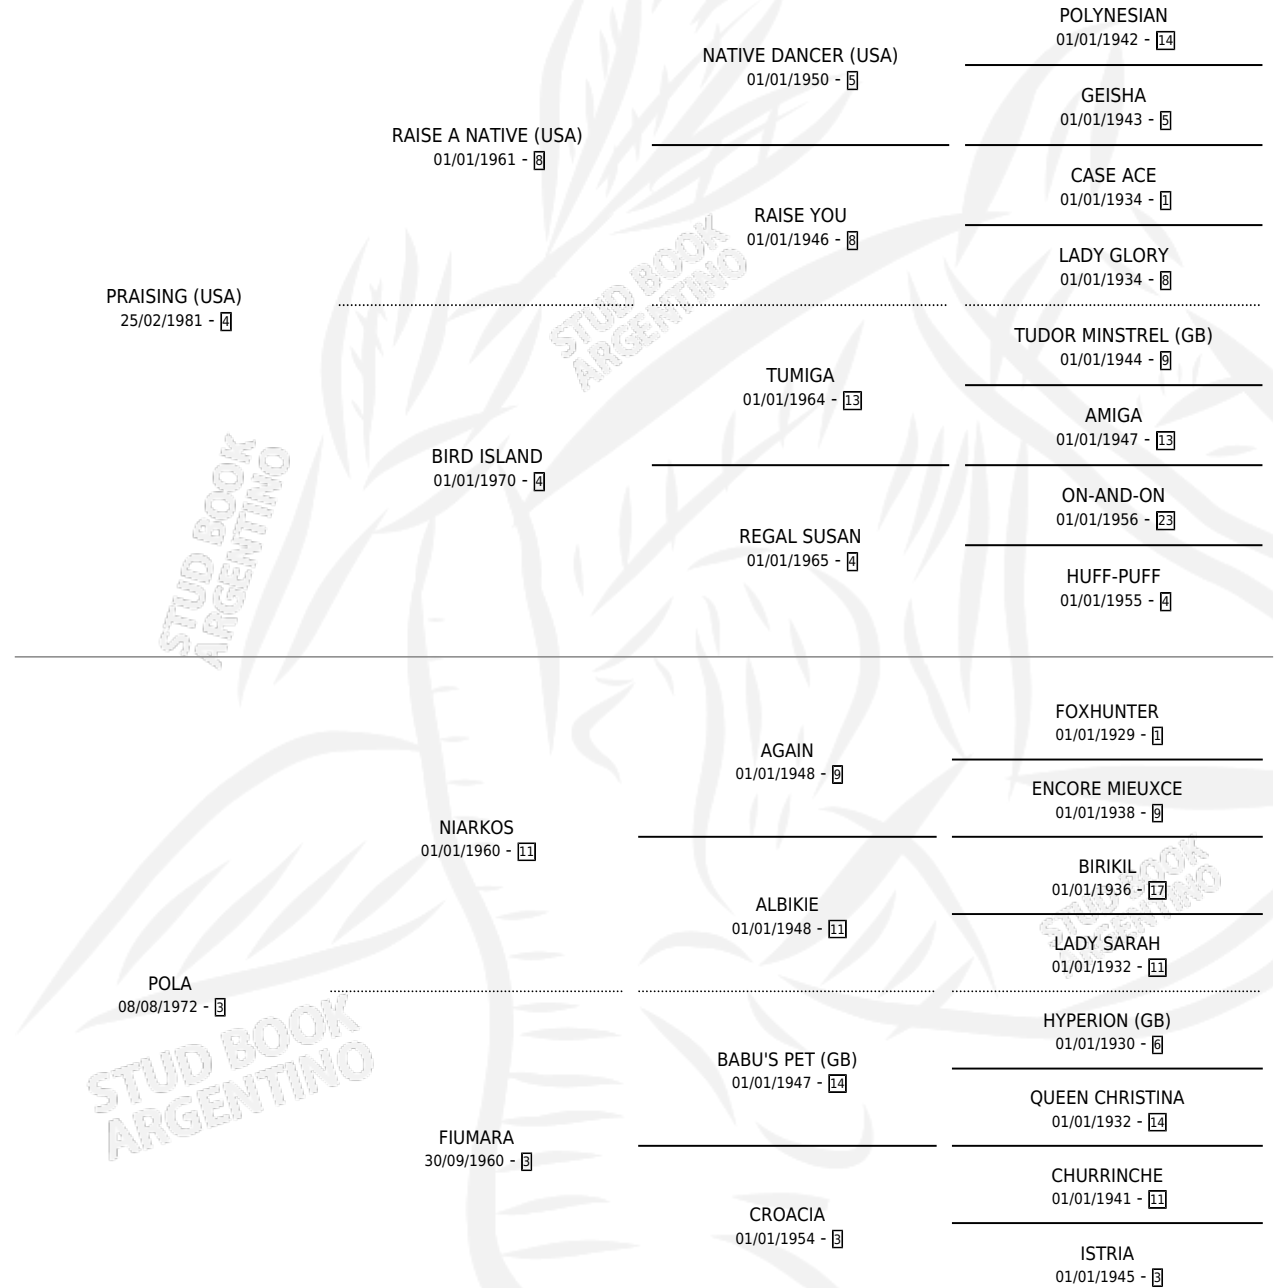 POLYNESIAN
01/01/1942 - 14
NATIVE DANCER (USA)
01/01/1950 - 5
GEISHA
01/01/1943 - 5
RAISE A NATIVE (USA)
01/01/1961 - 8
CASE ACE
01/01/1934 - 1
RAISE YOU
01/01/1946 - 8
LADY GLORY
01/01/1934 - 8
PRAISING (USA)
25/02/1981 - 4
STUD BOOK
ARGENTINO
TUDOR MINSTREL (GB)
01/01/1944 - 9
TUMIGA
01/01/1964 - 13
AMIGA
01/01/1947 - 13
BIRD ISLAND
01/01/1970 - 4
ON-AND-ON
01/01/1956 - 23
REGAL SUSAN
01/01/1965 - 4
HUFF-PUFF
01/01/1955 - 4
STUD BOOK
ARGENTINO
FOXHUNTER
01/01/1929 - 1
AGAIN
01/01/1948 - 9
ENCORE MIEUXCE
01/01/1938 - 9
NIARKOS
01/01/1960 - 11
BIRIKIL
01/01/1936 - 17
ALBIKIE
01/01/1948 - 11
STUD BOOK
ARGENTINO
LADY SARAH
01/01/1932 - 11
POLA
08/08/1972 - 3
HYPERION (GB)
01/01/1930 - 6
BABU'S PET (GB)
01/01/1947 - 14
QUEEN CHRISTINA
01/01/1932 - 14
STUD BOOK
ARGENTINO
FIUMARA
30/09/1960 - 3
CHURRINCHE
01/01/1941 - 11
CROACIA
01/01/1954 - 3
ISTRIA
01/01/1945 - 3